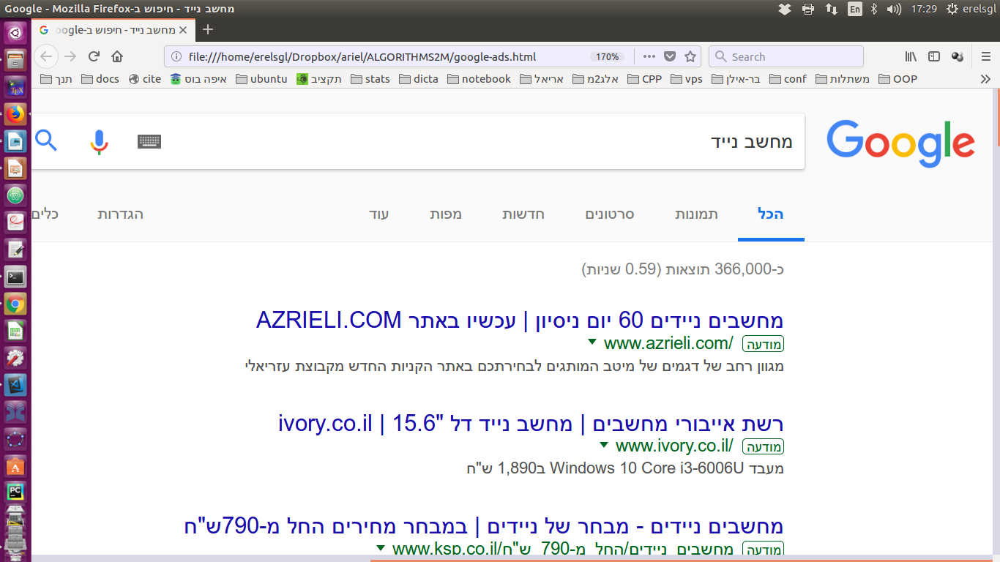 מחשב נייד - חיפוש ב-Google - Mozilla Firefox
En 17:29 erelsgl
מחשב נייד - חיפוש ב-oogle
file:///home/erelsgl/Dropbox/ariel/ALGORITHMS2M/google-ads.html 170% Search
תנך docs cite איפה בוס ubuntu תקציב stats dicta notebook אריאל אלג2מ CPP vps בר-אילן conf משתלות OOP
Google
מחשב נייד
הכל תמונות סרטונים חדשות מפות עוד הגדרות כלים
כ-366,000 תוצאות (0.59 שניות)
מחשבים ניידים 60 יום ניסיון | עכשיו באתר AZRIELI.COM
מודעה www.azrieli.com/
מגוון רחב של דגמים של מיטב המותגים לבחירתכם באתר הקניות החדש מקבוצת עזריאלי
רשת אייבורי מחשבים | מחשב נייד דל "15.6 | ivory.co.il
מודעה www.ivory.co.il/
מעבד Windows 10 Core i3-6006U ב1,890 ש"ח
מחשבים ניידים - מבחר של ניידים | במבחר מחירים החל מ-790ש"ח
מודעה www.ksp.co.il/מחשבים_ניידים/החל_מ-790_ש"ח